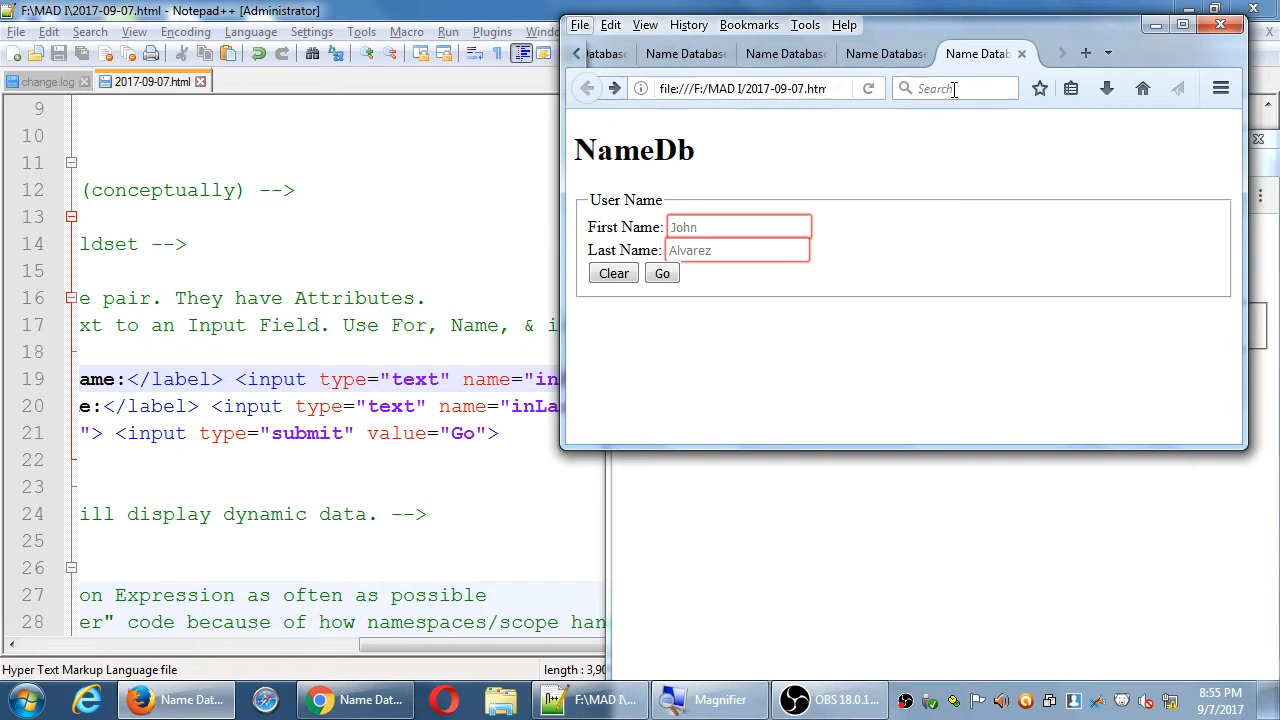 F:\MAD I\2017-09-07.html - Notepad++ [Administrator]
File Edit Search View Encoding Language Settings Tools Macro Run Plugins
change.log 2017-09-07.html
9
10
11
12 (conceptually) -->
13
14 ldset -->
15
16 e pair. They have Attributes.
17 xt to an Input Field. Use For, Name, & i
18
19 ame:</label> <input type="text" name="in
20 e:</label> <input type="text" name="inLa
21 "> <input type="submit" value="Go">
22
23
24 ill display dynamic data. -->
25
26
27 on Expression as often as possible
28 er" code because of how namespaces/scope han
Hyper Text Markup Language file length : 3,90
File Edit View History Bookmarks Tools Help
atabase Name Database Name Database Name Database Name Datab
file:///F:/MAD I/2017-09-07.htm Search
NameDb
User Name
First Name: John
Last Name: Alvarez
Clear Go
Name Dat... Name Dat... F:\MAD I\... Magnifier OBS 18.0.1...
8:55 PM
9/7/2017